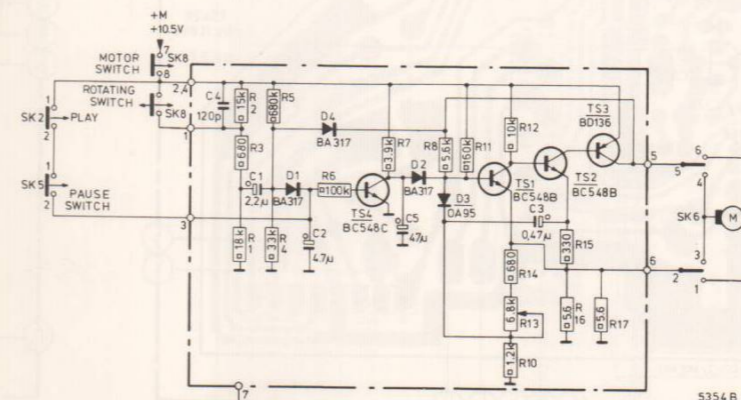 +M
+10.5V
MOTOR SWITCH
7
SK8
8
ROTATING SWITCH
SK8
2,4
1
1
SK2
PLAY
2
1
SK5
2
PAUSE SWITCH
3
C4
120p
15k
R2
680k
R5
D4
BA317
680
R3
C1
2,2µ
D1
BA317
R6
100k
TS4
BC548C
3.9k
R7
D2
BA317
5.6k
R8
160k
R11
10k
R12
TS3
BD136
TS1
BC548B
TS2
BC548B
D3
OA95
C3
0,47µ
C5
47µ
18k
R1
33k
R4
C2
4.7µ
330
R15
680
R14
6.8k
R13
1.2k
R10
5.6
R16
5.6
R17
5
5
6
4
SK6
M
3
6
2
1
7
5354B